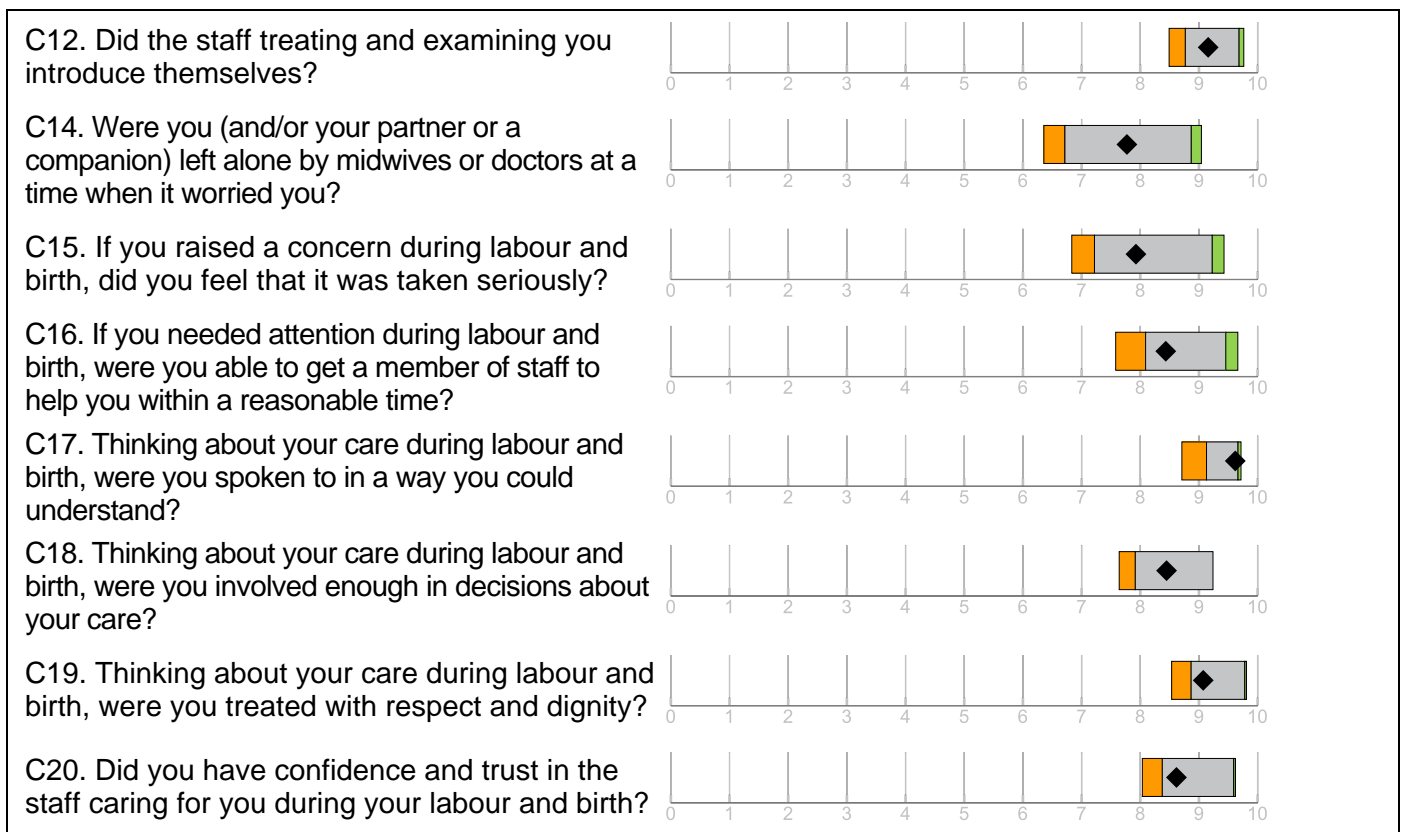 C12. Did the staff treating and examining you
introduce themselves?
0 1 2 3 4 5 6 7 8 9 10
C14. Were you (and/or your partner or a
companion) left alone by midwives or doctors at a
time when it worried you?
0 1 2 3 4 5 6 7 8 9 10
C15. If you raised a concern during labour and
birth, did you feel that it was taken seriously?
0 1 2 3 4 5 6 7 8 9 10
C16. If you needed attention during labour and
birth, were you able to get a member of staff to
help you within a reasonable time?
0 1 2 3 4 5 6 7 8 9 10
C17. Thinking about your care during labour and
birth, were you spoken to in a way you could
understand?
0 1 2 3 4 5 6 7 8 9 10
C18. Thinking about your care during labour and
birth, were you involved enough in decisions about
your care?
0 1 2 3 4 5 6 7 8 9 10
C19. Thinking about your care during labour and
birth, were you treated with respect and dignity?
0 1 2 3 4 5 6 7 8 9 10
C20. Did you have confidence and trust in the
staff caring for you during your labour and birth?
0 1 2 3 4 5 6 7 8 9 10